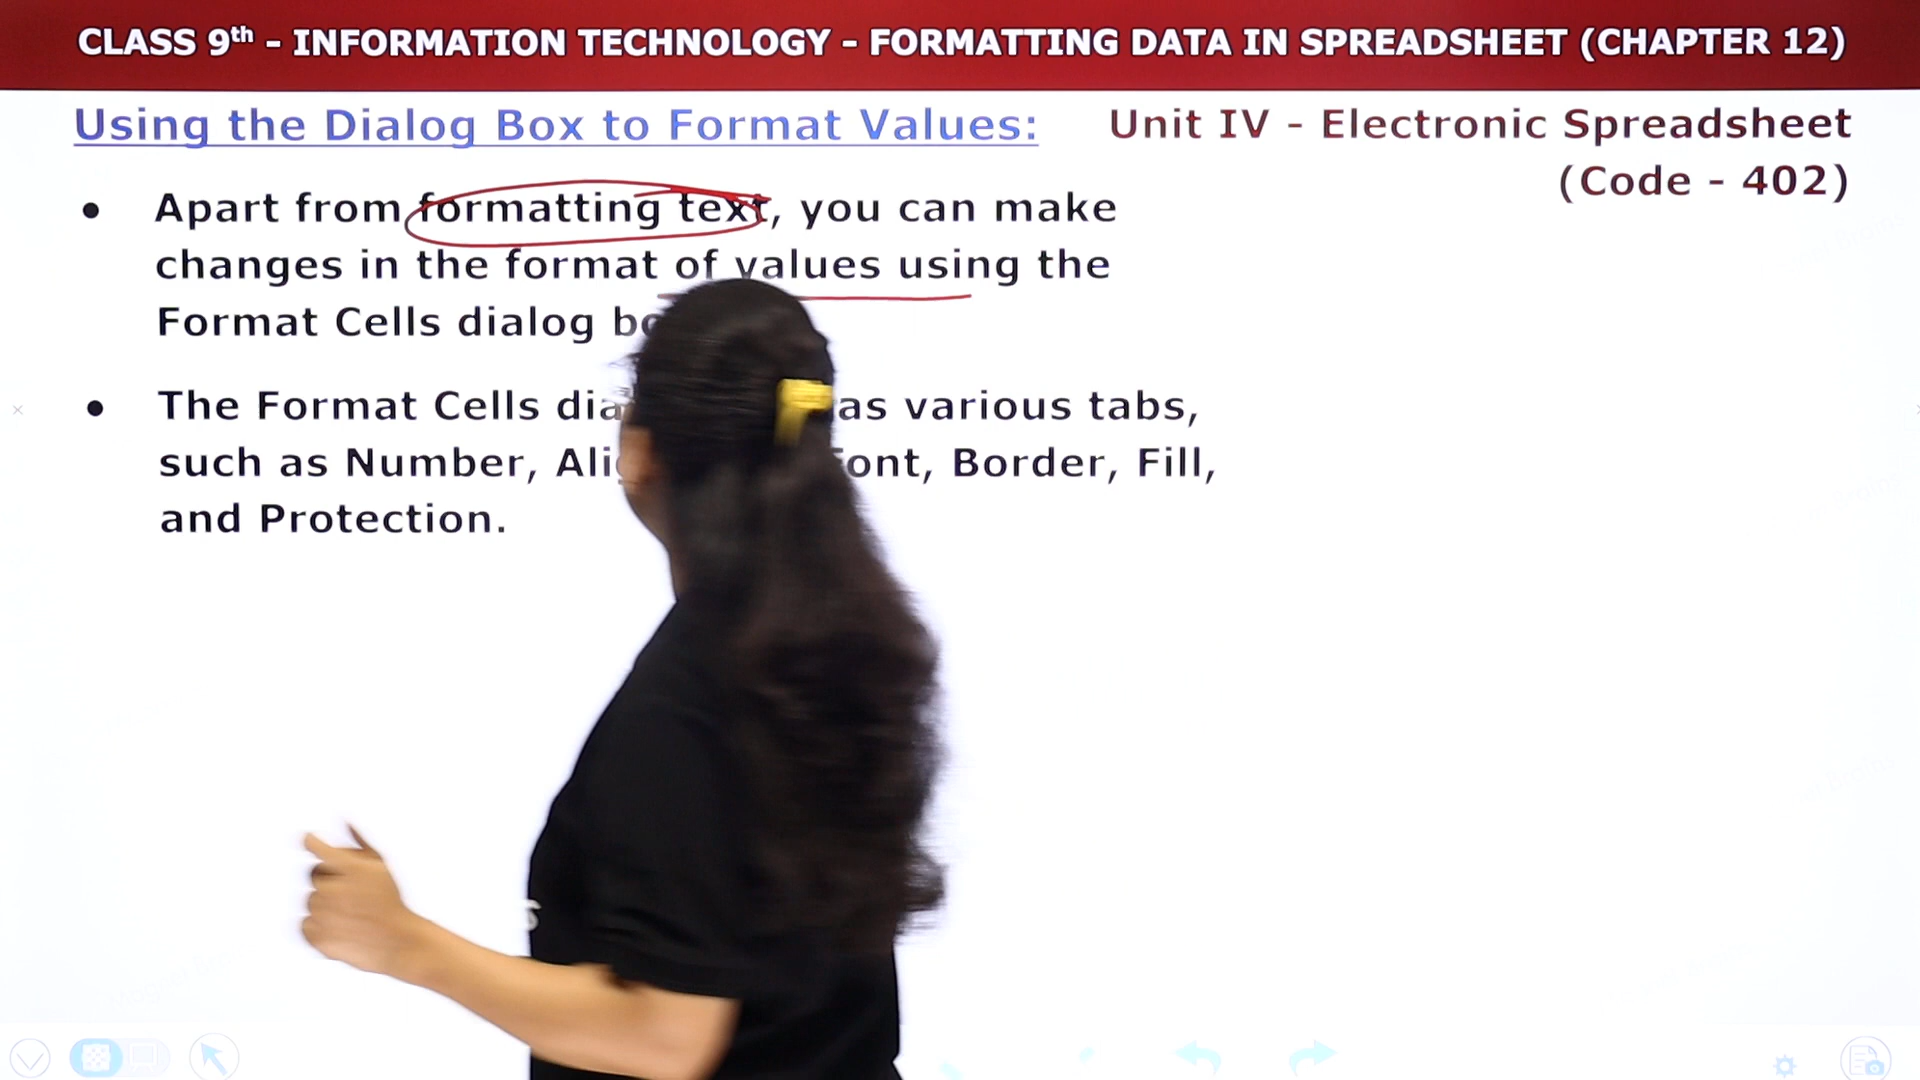 CLASS 9th - INFORMATION TECHNOLOGY - FORMATTING DATA IN SPREADSHEET (CHAPTER 12)
Using the Dialog Box to Format Values:
Unit IV - Electronic Spreadsheet
(Code - 402)
• Apart from formatting text, you can make
changes in the format of values using the
Format Cells dialog
• The Format Cells various tabs,
such as Number, Border, Fill,
and Protection.